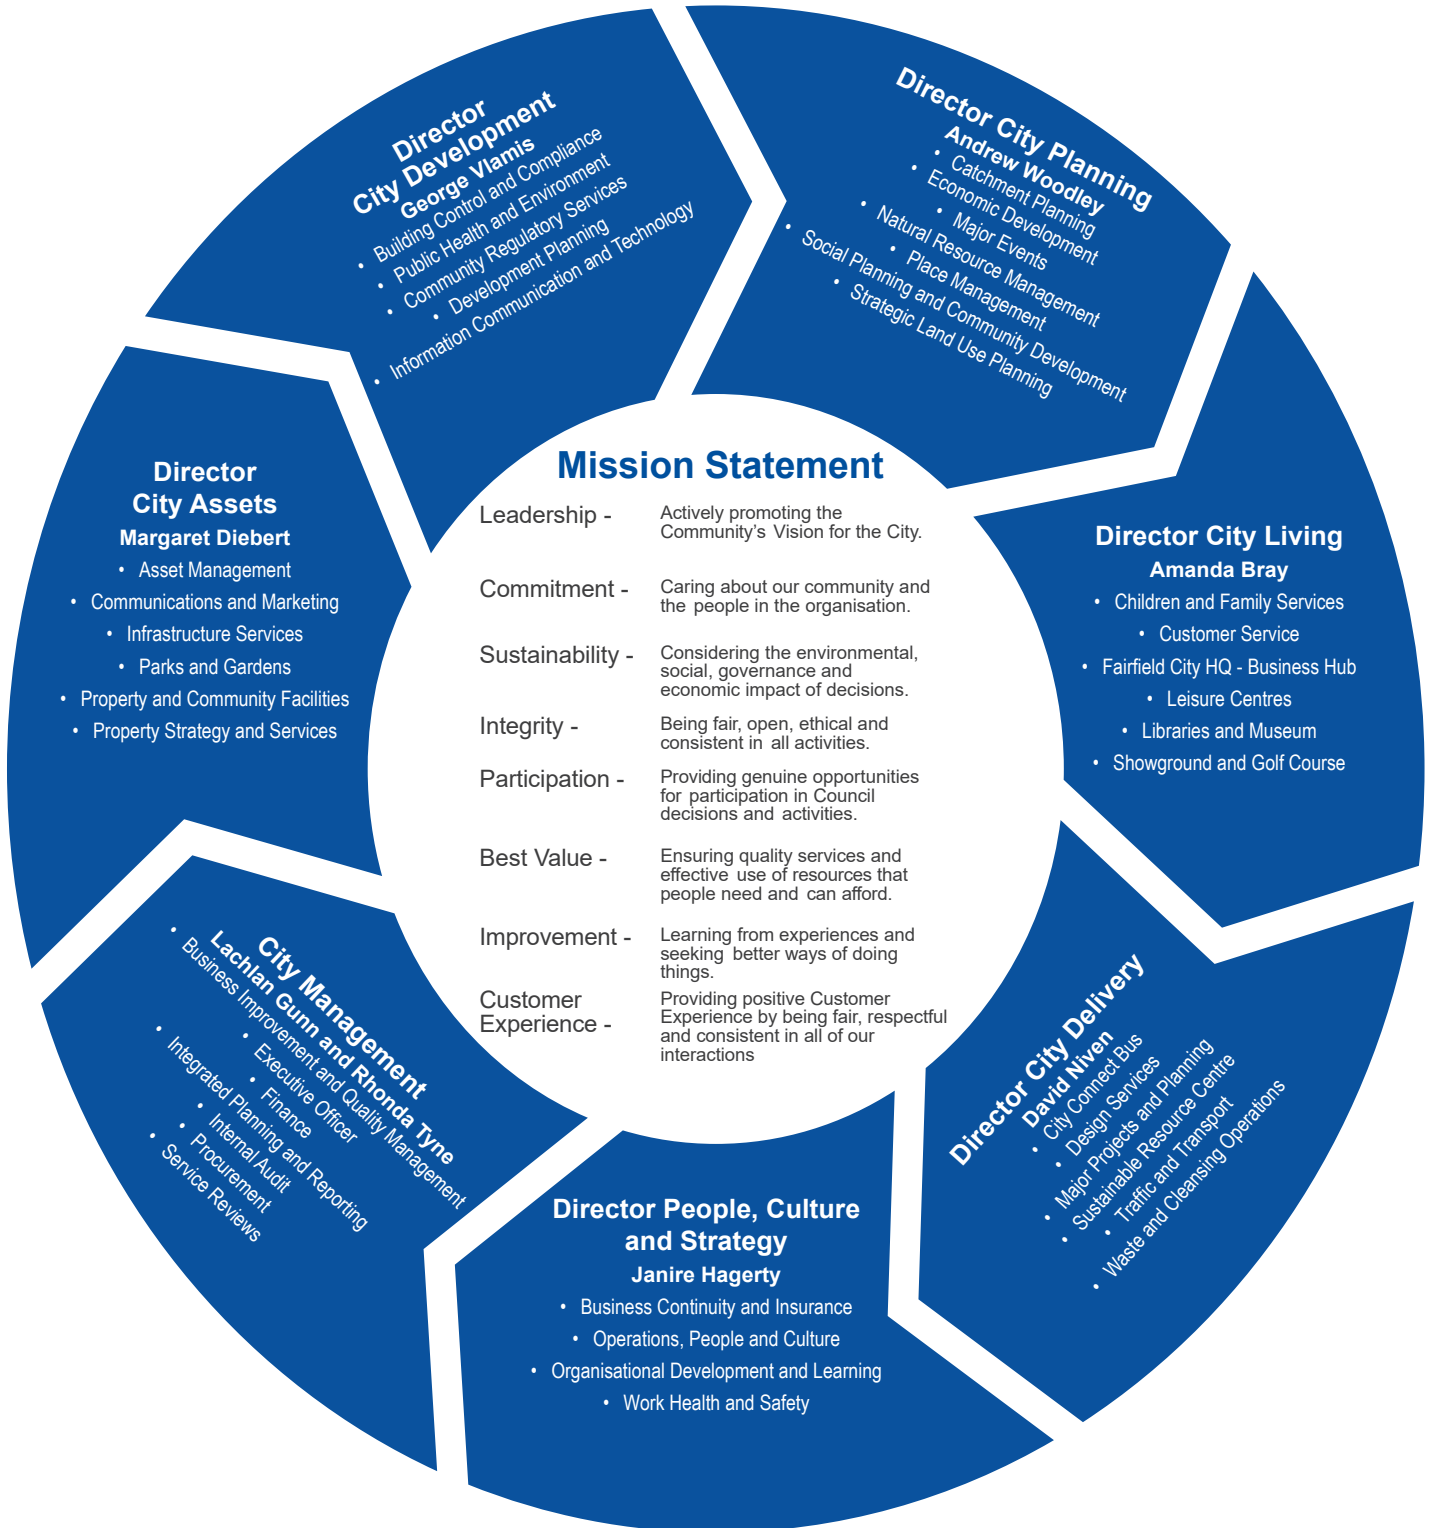 Director
City Development
George Vlamis
• Building Control and Compliance
• Public Health and Environment
• Community Regulatory Services
• Development Planning
• Information Communication and Technology
Director City Planning
Andrew Woodley
• Catchment Planning
• Economic Development
• Major Events
• Natural Resource Management
• Place Management
• Social Planning and Community Development
• Strategic Land Use Planning
Director City Living
Amanda Bray
• Children and Family Services
• Customer Service
• Fairfield City HQ - Business Hub
• Leisure Centres
• Libraries and Museum
• Showground and Golf Course
Director City Delivery
David Niven
• City Connect Bus
• Design Services
• Major Projects and Planning
• Sustainable Resource Centre
• Traffic and Transport
• Waste and Cleansing Operations
Director People, Culture
and Strategy
Janire Hagerty
• Business Continuity and Insurance
• Operations, People and Culture
• Organisational Development and Learning
• Work Health and Safety
City Management
Lachlan Gunn and Rhonda Tyne
• Business Improvement and Quality Management
• Executive Officer
• Finance
• Integrated Planning and Reporting
• Internal Audit
• Procurement
• Service Reviews
Director
City Assets
Margaret Diebert
• Asset Management
• Communications and Marketing
• Infrastructure Services
• Parks and Gardens
• Property and Community Facilities
• Property Strategy and Services
Mission Statement
Leadership - Actively promoting the
Community's Vision for the City.
Commitment - Caring about our community and
the people in the organisation.
Sustainability - Considering the environmental,
social, governance and
economic impact of decisions.
Integrity - Being fair, open, ethical and
consistent in all activities.
Participation - Providing genuine opportunities
for participation in Council
decisions and activities.
Best Value - Ensuring quality services and
effective use of resources that
people need and can afford.
Improvement - Learning from experiences and
seeking better ways of doing
things.
Customer
Experience -
Providing positive Customer
Experience by being fair, respectful
and consistent in all of our
interactions